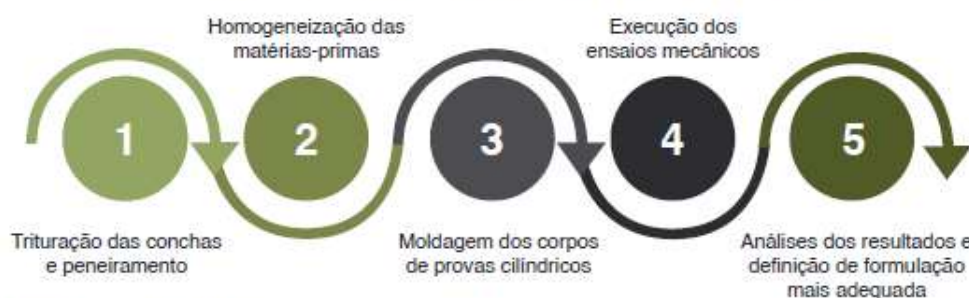 1
Trituração das conchas
e peneiramento
Homogeneização das
matérias-primas
2
3
Moldagem dos corpos
de provas cilíndricos
Execução dos
ensaios mecânicos
4
5
Análises dos resultados e
definição de formulação
mais adequada